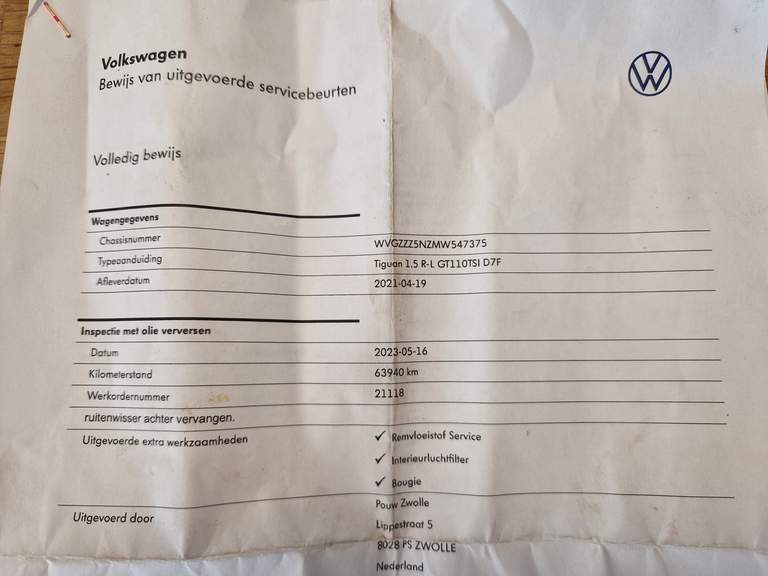 Volkswagen
Bewijs van uitgevoerde servicebeurten
Volledig bewijs
Wagengegevens
Chassisnummer WVGZZZ5NZMW547375
Typeaanduiding Tiguan 1.5 R-L GT110TSI D7F
Afleverdatum 2021-04-19
Inspectie met olie verversen
Datum 2023-05-16
Kilometerstand 63940 km
Werkordernummer 21118
ruitenwisser achter vervangen.
Uitgevoerde extra werkzaamheden ✓ Remvloeistof Service
✓ Interieurluchtfilter
✓ Bougie
Uitgevoerd door Pouw Zwolle
Lippestraat 5
8028 PS ZWOLLE
Nederland